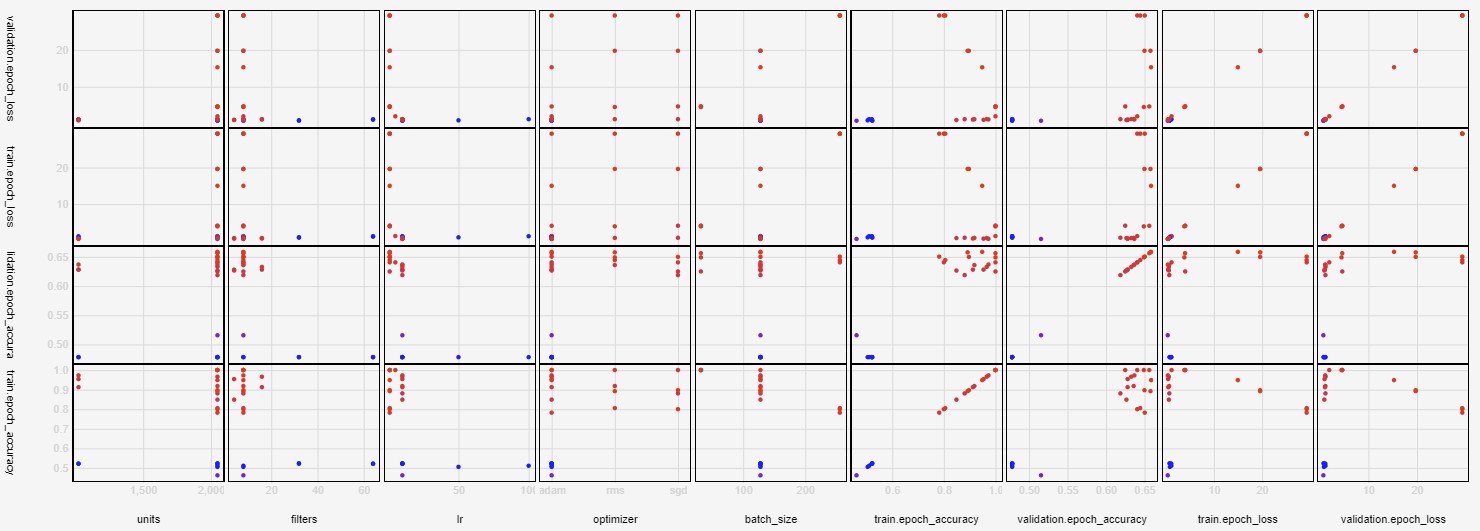 validation.epoch_loss
20
10
train.epoch_loss
20
10
lidation.epoch_accura
0.65
0.60
0.55
0.50
train.epoch_accuracy
1.0
0.9
0.8
0.7
0.6
0.5
1,500 2,000 20 40 60 50 100 adam rms sgd 100 200 0.6 0.8 1.0 0.50 0.55 0.60 0.65 10 20 10 20
units filters lr optimizer batch_size train.epoch_accuracy validation.epoch_accuracy train.epoch_loss validation.epoch_loss